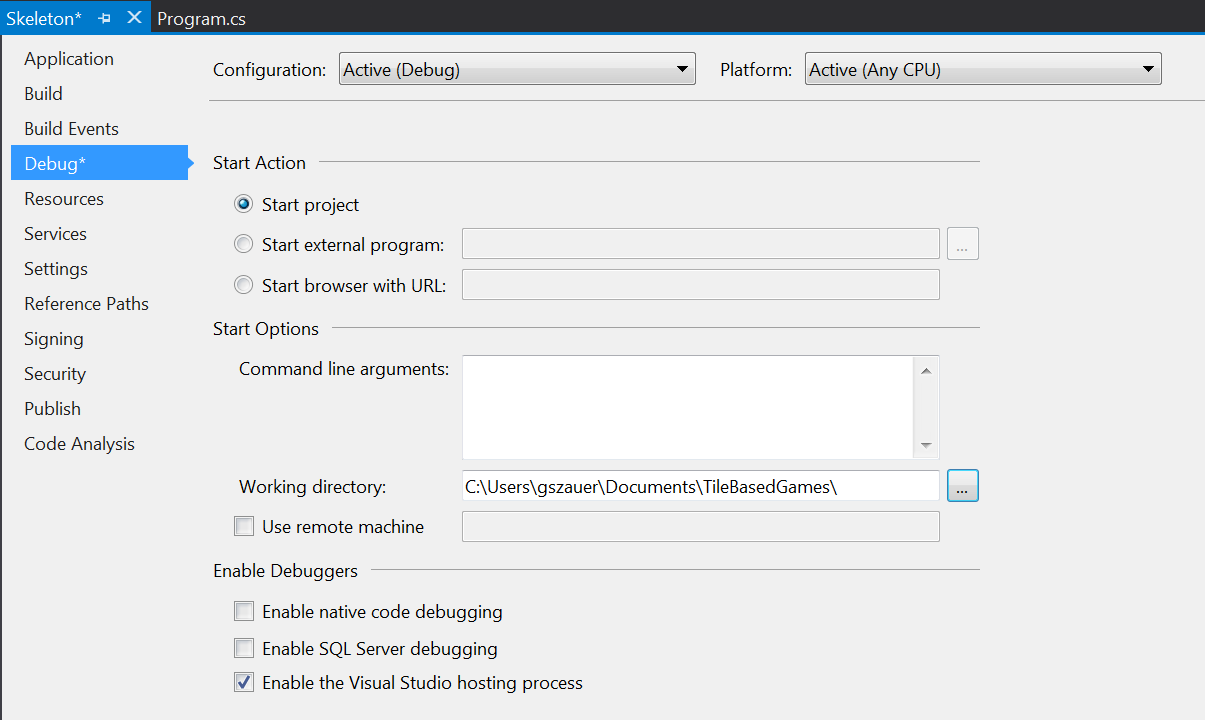 Skeleton* Program.cs
Application
Build
Build Events
Debug*
Resources
Services
Settings
Reference Paths
Signing
Security
Publish
Code Analysis
Configuration: Active (Debug) Platform: Active (Any CPU)
Start Action
Start project
Start external program: ...
Start browser with URL:
Start Options
Command line arguments:
Working directory: C:\Users\gszauer\Documents\TileBasedGames\ ...
Use remote machine
Enable Debuggers
Enable native code debugging
Enable SQL Server debugging
Enable the Visual Studio hosting process